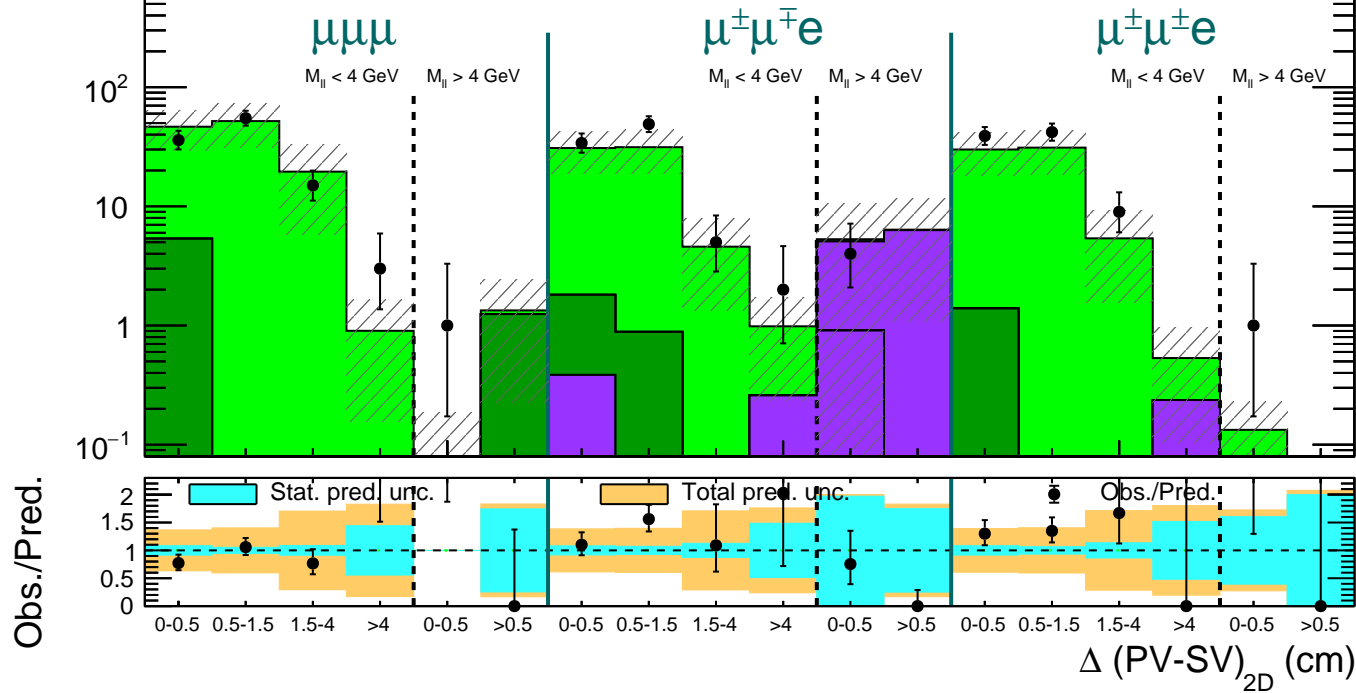 μμμ μ±μ∓e μ±μ±e
M_ll < 4 GeV M_ll > 4 GeV M_ll < 4 GeV M_ll > 4 GeV M_ll < 4 GeV M_ll > 4 GeV
10²
10
1
10⁻¹
Obs./Pred.
Stat. pred. unc. Total pred. unc. Obs./Pred.
2
1.5
1
0.5
0
0-0.5 0.5-1.5 1.5-4 >4 0-0.5 >0.5 0-0.5 0.5-1.5 1.5-4 >4 0-0.5 >0.5 0-0.5 0.5-1.5 1.5-4 >4 0-0.5 >0.5
Δ (PV-SV)_2D (cm)